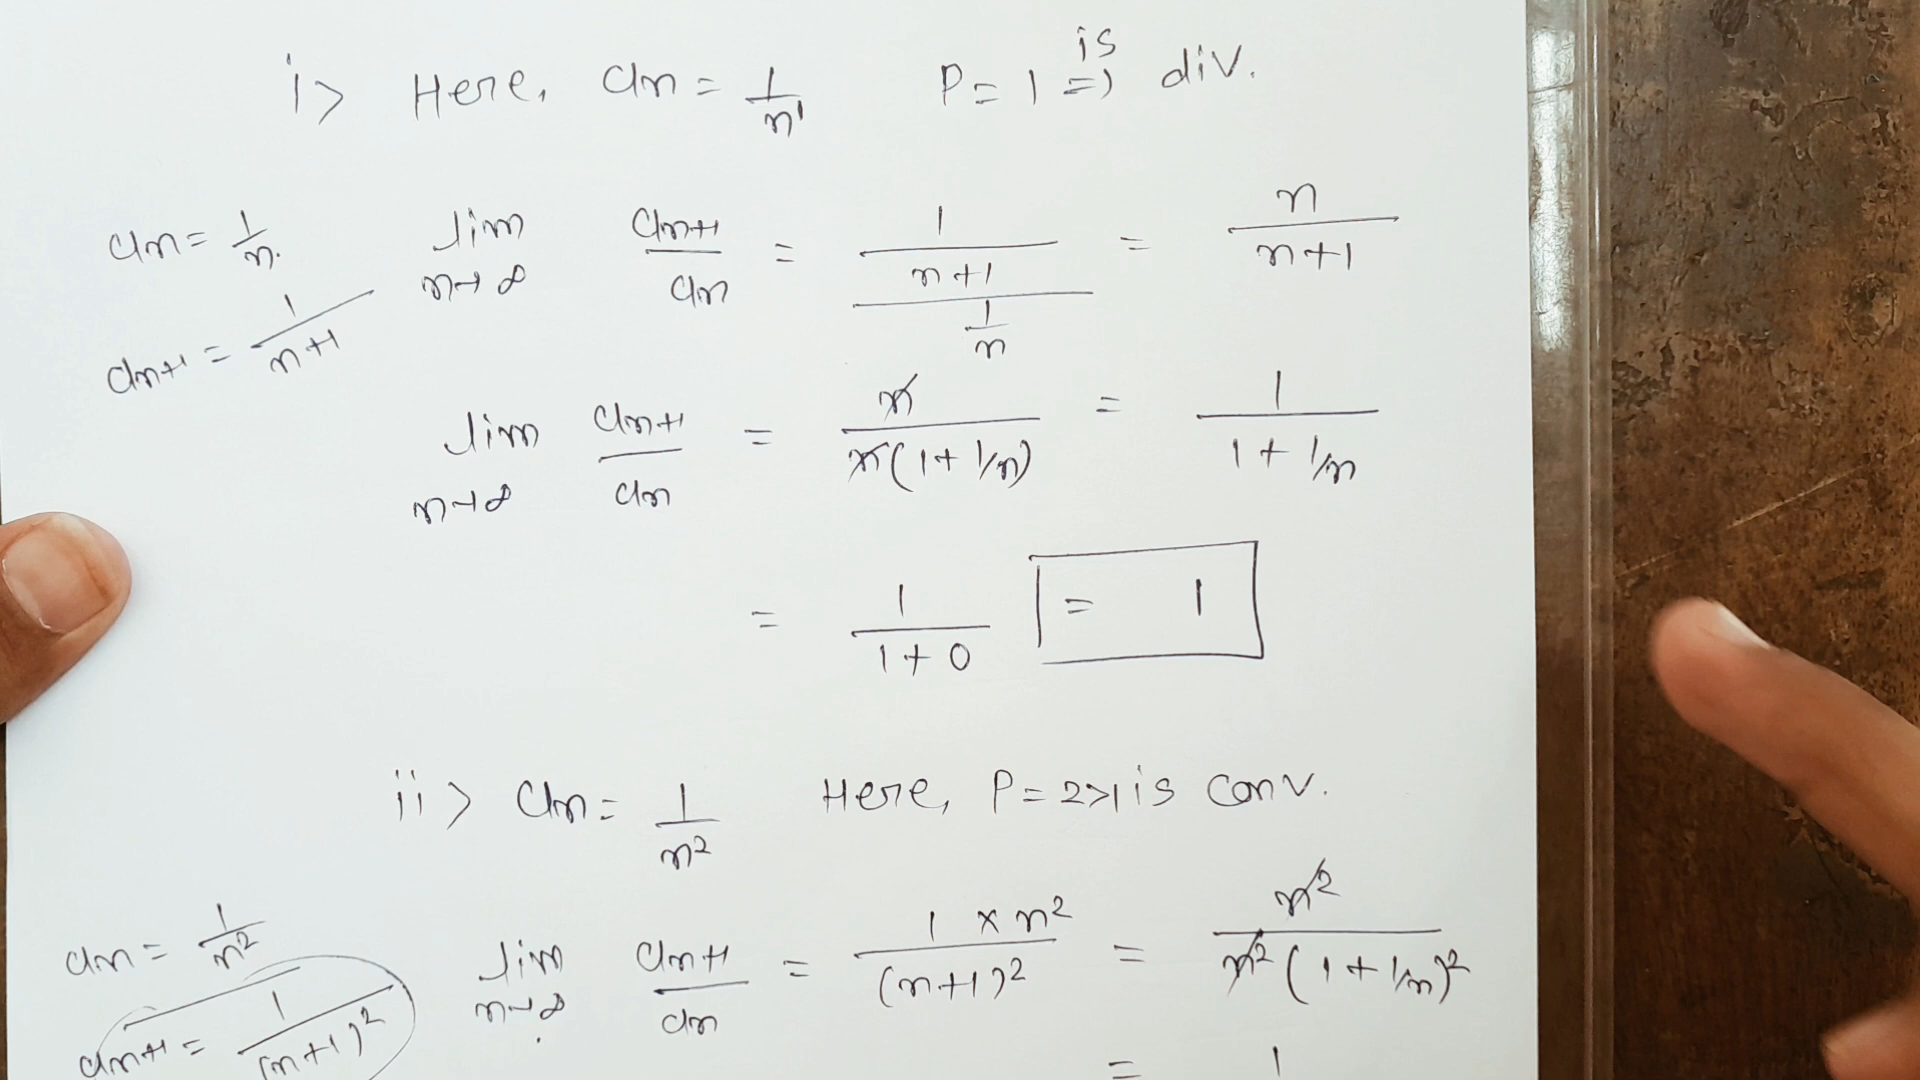 i> Here, an = 1/n¹ P = 1 is => div.
an = 1/n.
an+1 = 1/n+1
lim n→∞ an+1/an = (1/n+1)/(1/n) = n/n+1
lim n→∞ an+1/an = n/n(1+1/n) = 1/1+1/n
= 1/1+0 = 1
ii> an = 1/n² Here, P=2>1 is conv.
an = 1/n²
an+1 = 1/(n+1)²
lim n→∞ an+1/an = 1×n²/(n+1)² = n²/n²(1+1/n)²
= 1